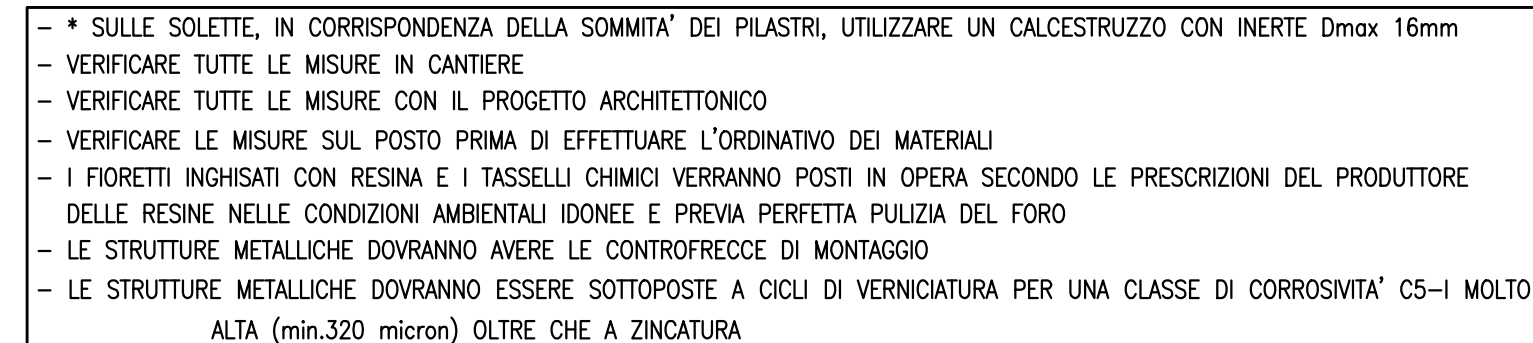 – * SULLE SOLETTE, IN CORRISPONDENZA DELLA SOMMITA' DEI PILASTRI, UTILIZZARE UN CALCESTRUZZO CON INERTE Dmax 16mm
– VERIFICARE TUTTE LE MISURE IN CANTIERE
– VERIFICARE TUTTE LE MISURE CON IL PROGETTO ARCHITETTONICO
– VERIFICARE LE MISURE SUL POSTO PRIMA DI EFFETTUARE L'ORDINATIVO DEI MATERIALI
– I FIORETTI INGHISATI CON RESINA E I TASSELLI CHIMICI VERRANNO POSTI IN OPERA SECONDO LE PRESCRIZIONI DEL PRODUTTORE
DELLE RESINE NELLE CONDIZIONI AMBIENTALI IDONEE E PREVIA PERFETTA PULIZIA DEL FORO
– LE STRUTTURE METALLICHE DOVRANNO AVERE LE CONTROFRECCE DI MONTAGGIO
– LE STRUTTURE METALLICHE DOVRANNO ESSERE SOTTOPOSTE A CICLI DI VERNICIATURA PER UNA CLASSE DI CORROSIVITA' C5–I MOLTO
ALTA (min.320 micron) OLTRE CHE A ZINCATURA